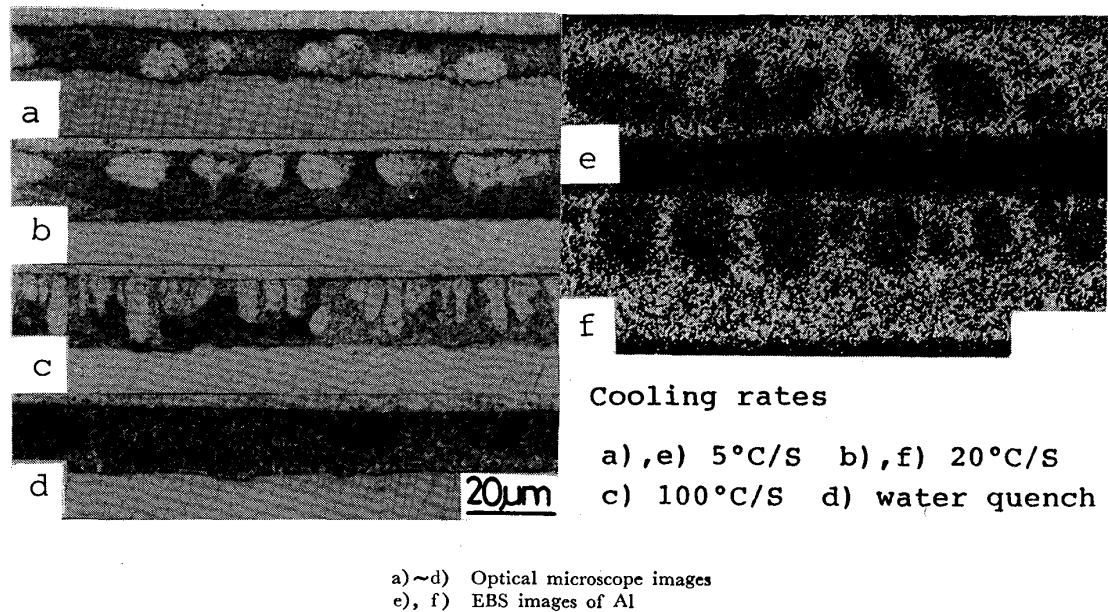 a
b
c
d
20μm
e
f
Cooling rates
a),e) 5°C/S b),f) 20°C/S
c) 100°C/S d) water quench
a)~d) Optical microscope images
e), f) EBS images of Al